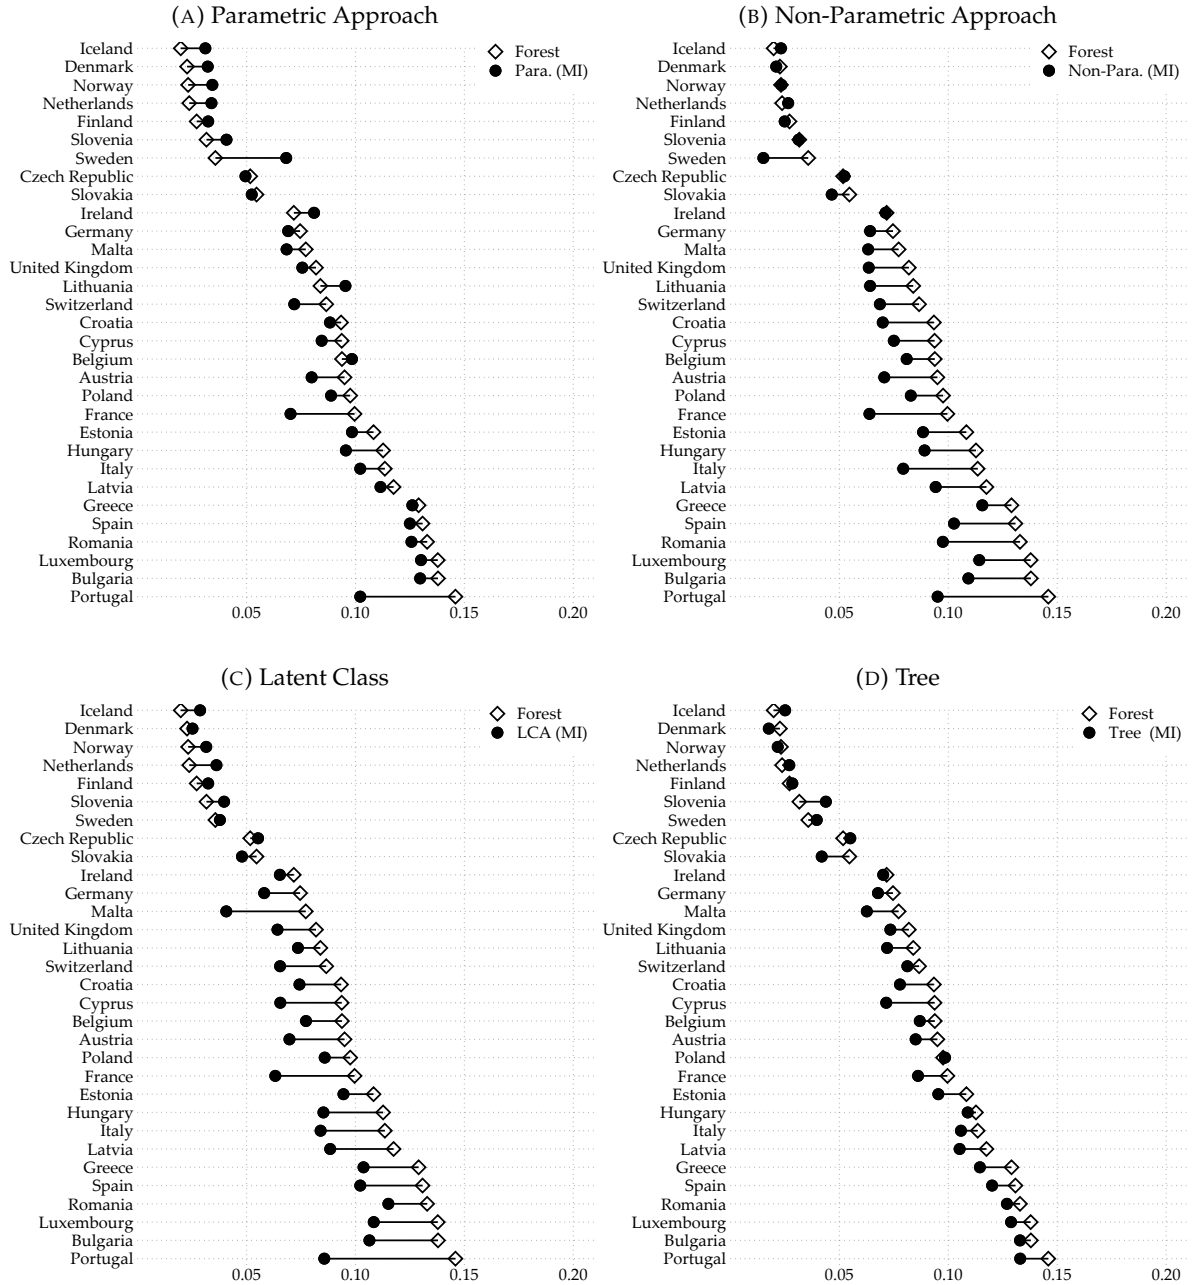 (A) Parametric Approach
Iceland
Denmark
Norway
Netherlands
Finland
Slovenia
Sweden
Czech Republic
Slovakia
Ireland
Germany
Malta
United Kingdom
Lithuania
Switzerland
Croatia
Cyprus
Belgium
Austria
Poland
France
Estonia
Hungary
Italy
Latvia
Greece
Spain
Romania
Luxembourg
Bulgaria
Portugal
Forest
Para. (MI)
0.05 0.10 0.15 0.20
(B) Non-Parametric Approach
Iceland
Denmark
Norway
Netherlands
Finland
Slovenia
Sweden
Czech Republic
Slovakia
Ireland
Germany
Malta
United Kingdom
Lithuania
Switzerland
Croatia
Cyprus
Belgium
Austria
Poland
France
Estonia
Hungary
Italy
Latvia
Greece
Spain
Romania
Luxembourg
Bulgaria
Portugal
Forest
Non-Para. (MI)
0.05 0.10 0.15 0.20
(C) Latent Class
Iceland
Denmark
Norway
Netherlands
Finland
Slovenia
Sweden
Czech Republic
Slovakia
Ireland
Germany
Malta
United Kingdom
Lithuania
Switzerland
Croatia
Cyprus
Belgium
Austria
Poland
France
Estonia
Hungary
Italy
Latvia
Greece
Spain
Romania
Luxembourg
Bulgaria
Portugal
Forest
LCA (MI)
0.05 0.10 0.15 0.20
(D) Tree
Iceland
Denmark
Norway
Netherlands
Finland
Slovenia
Sweden
Czech Republic
Slovakia
Ireland
Germany
Malta
United Kingdom
Lithuania
Switzerland
Croatia
Cyprus
Belgium
Austria
Poland
France
Estonia
Hungary
Italy
Latvia
Greece
Spain
Romania
Luxembourg
Bulgaria
Portugal
Forest
Tree (MI)
0.05 0.10 0.15 0.20